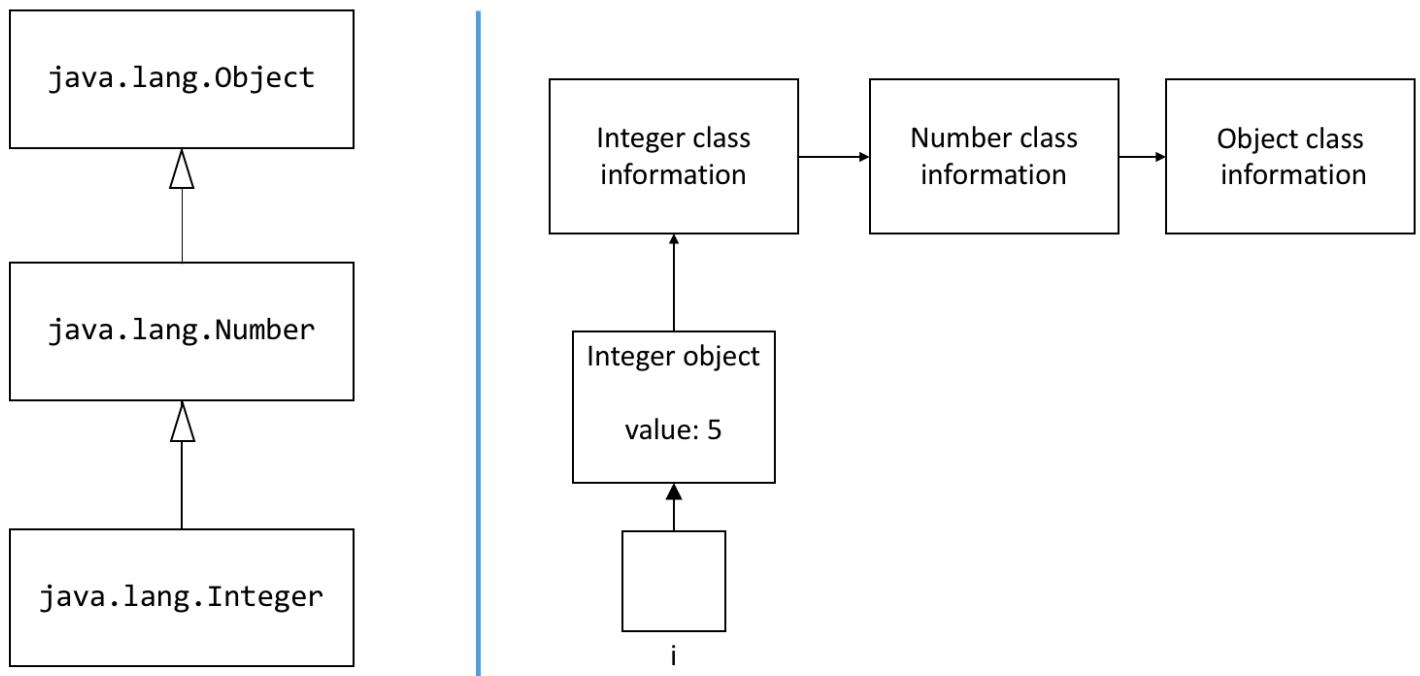 java.lang.Object
java.lang.Number
java.lang.Integer
Integer class
information
Number class
information
Object class
information
Integer object
value: 5
i